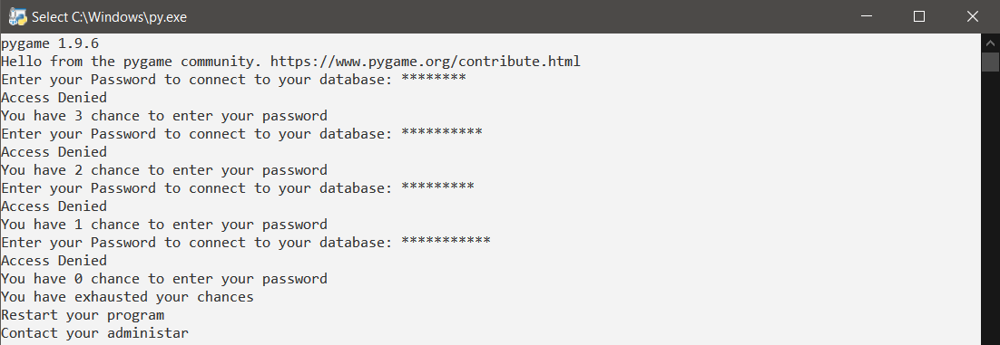 Select C:\Windows\py.exe
pygame 1.9.6
Hello from the pygame community. https://www.pygame.org/contribute.html
Enter your Password to connect to your database: ********
Access Denied
You have 3 chance to enter your password
Enter your Password to connect to your database: **********
Access Denied
You have 2 chance to enter your password
Enter your Password to connect to your database: *********
Access Denied
You have 1 chance to enter your password
Enter your Password to connect to your database: ***********
Access Denied
You have 0 chance to enter your password
You have exhausted your chances
Restart your program
Contact your administar